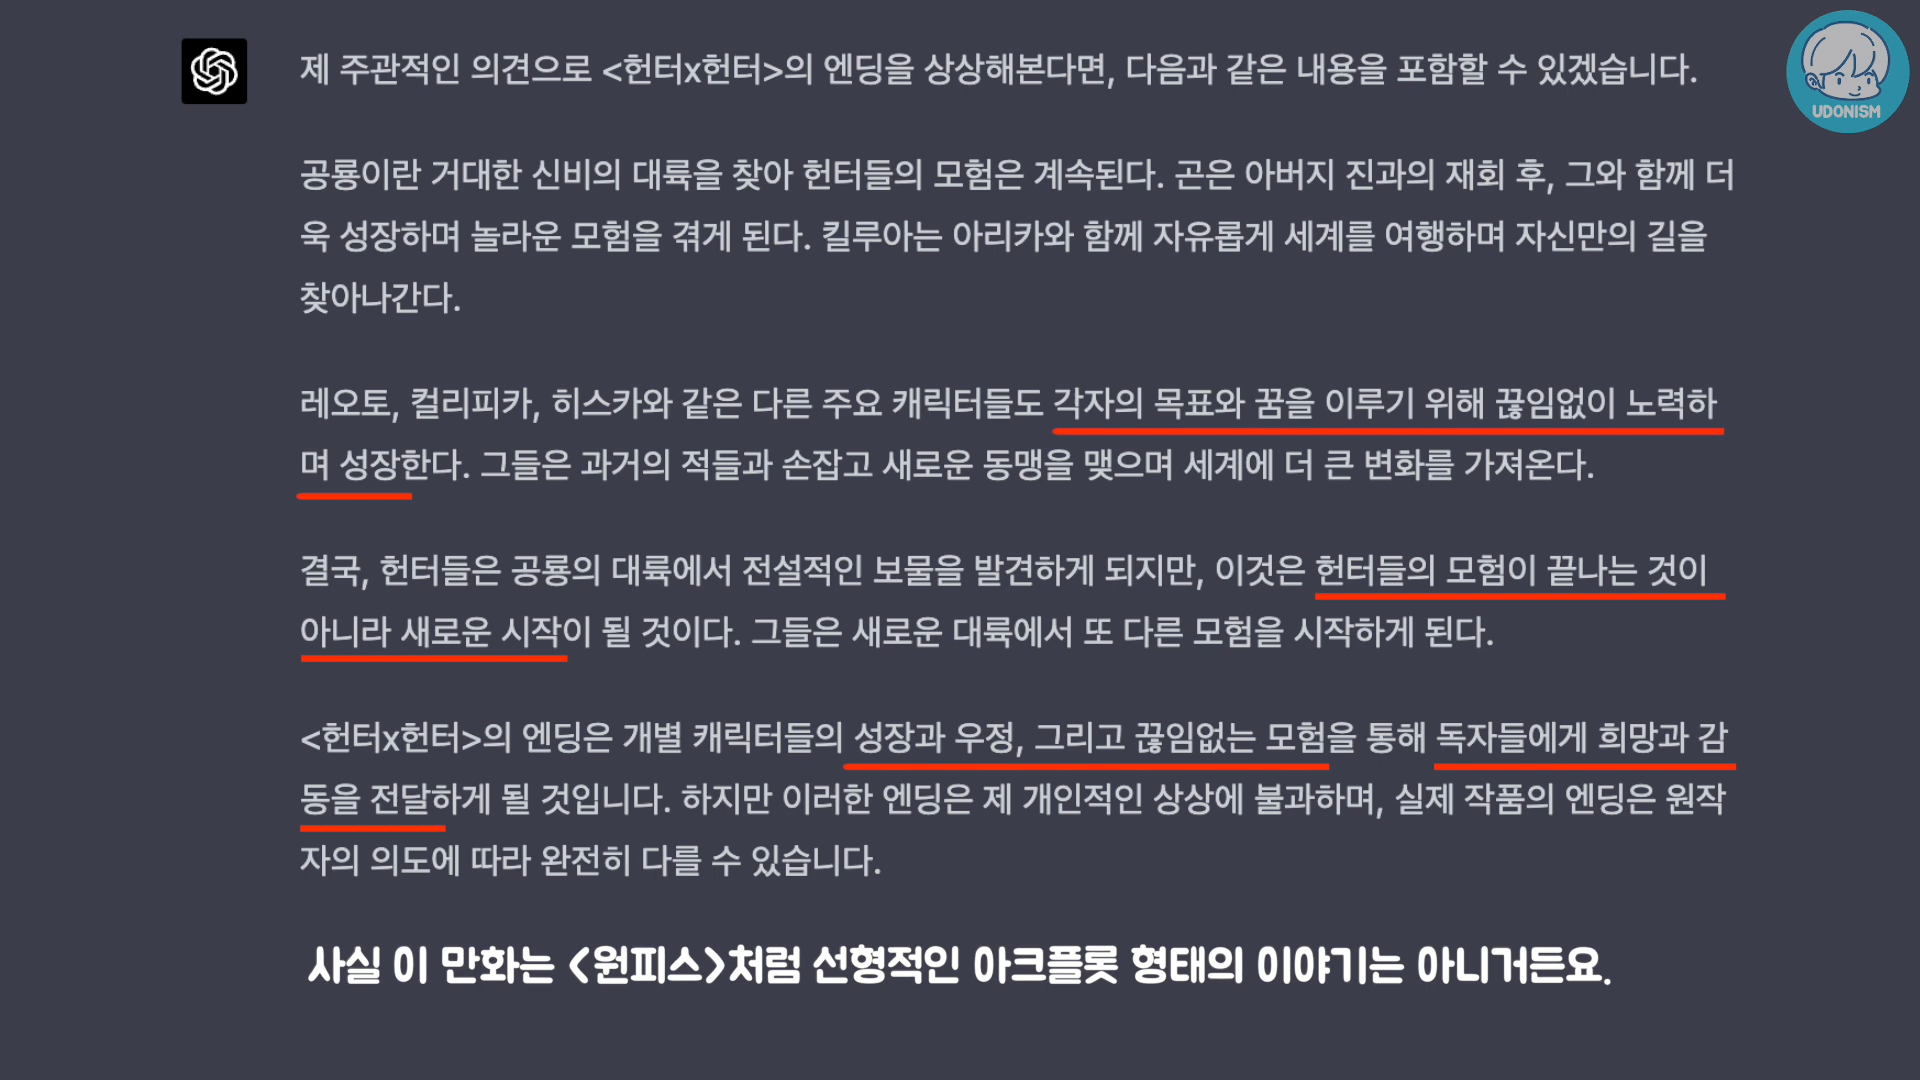 제 주관적인 의견으로 <헌터x헌터>의 엔딩을 상상해본다면, 다음과 같은 내용을 포함할 수 있겠습니다.
UDONISM
공룡이란 거대한 신비의 대륙을 찾아 헌터들의 모험은 계속된다. 곤은 아버지 진과의 재회 후, 그와 함께 더
욱 성장하며 놀라운 모험을 겪게 된다. 킬루아는 아리카와 함께 자유롭게 세계를 여행하며 자신만의 길을
찾아나간다.
레오토, 컬리피카, 히스카와 같은 다른 주요 캐릭터들도 각자의 목표와 꿈을 이루기 위해 끊임없이 노력하
며 성장한다. 그들은 과거의 적들과 손잡고 새로운 동맹을 맺으며 세계에 더 큰 변화를 가져온다.
결국, 헌터들은 공룡의 대륙에서 전설적인 보물을 발견하게 되지만, 이것은 헌터들의 모험이 끝나는 것이
아니라 새로운 시작이 될 것이다. 그들은 새로운 대륙에서 또 다른 모험을 시작하게 된다.
<헌터x헌터>의 엔딩은 개별 캐릭터들의 성장과 우정, 그리고 끊임없는 모험을 통해 독자들에게 희망과 감
동을 전달하게 될 것입니다. 하지만 이러한 엔딩은 제 개인적인 상상에 불과하며, 실제 작품의 엔딩은 원작
자의 의도에 따라 완전히 다를 수 있습니다.
사실 이 만화는 <원피스>처럼 선형적인 아크플롯 형태의 이야기는 아니거든요.